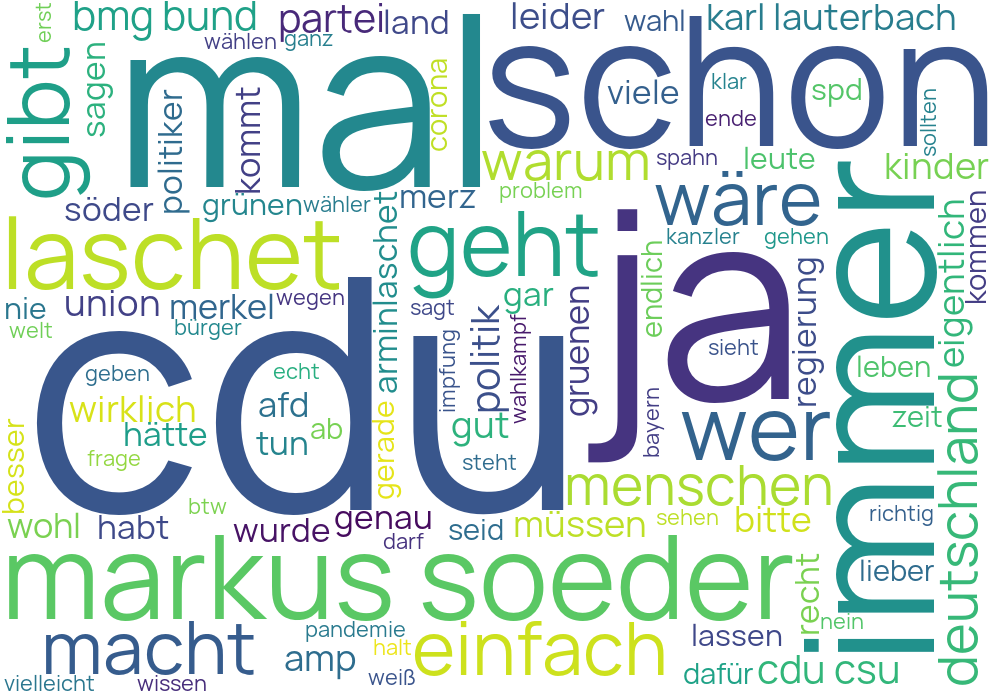 erst
bmg bund
partei
land
leider
wahl
karl lauterbach
wählen
ganz
gibt
sagen
mal
schon
politiker
kommt
corona
viele
klar
spd
ende
sollten
warum
spahn
leute
kinder
söder
grünen
wähler
merz
problem
wäre
immer
laschet
arminlaschet
geht
ja
kanzler
gehen
eigentlich
kommen
nie
union
merkel
wegen
sagt
gar
endlich
regierung
welt
bürger
cdu
geben
echt
impfung
politik
wahlkampf
gruenen
sieht
leben
wirklich
afd
hätte
tun
ab
gerade
gut
bayern
wer
zeit
besser
frage
steht
menschen
deutschland
btw
wohl
habt
wurde
genau
darf
seid
müssen
sehen
bitte
richtig
markus soeder
recht
lieber
macht
pandemie
amp
halt
weiß
einfach
lassen
nein
vielleicht
wissen
dafür
cdu csu